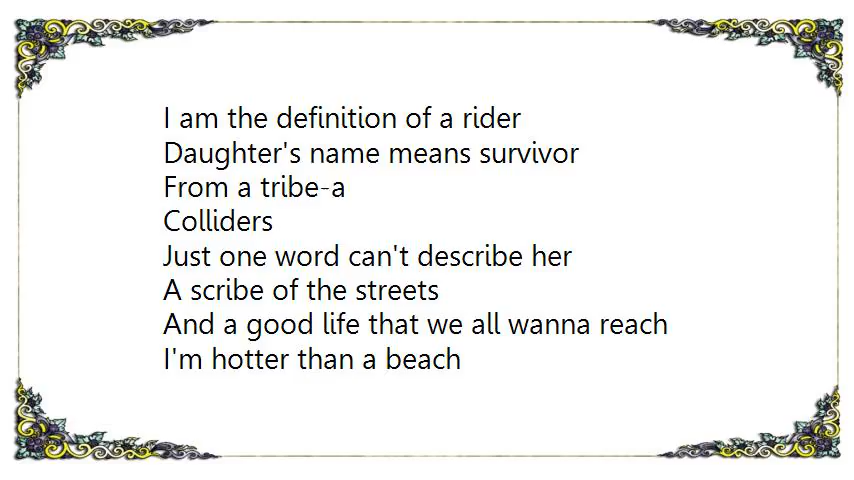 I am the definition of a rider
Daughter's name means survivor
From a tribe-a
Colliders
Just one word can't describe her
A scribe of the streets
And a good life that we all wanna reach
I'm hotter than a beach